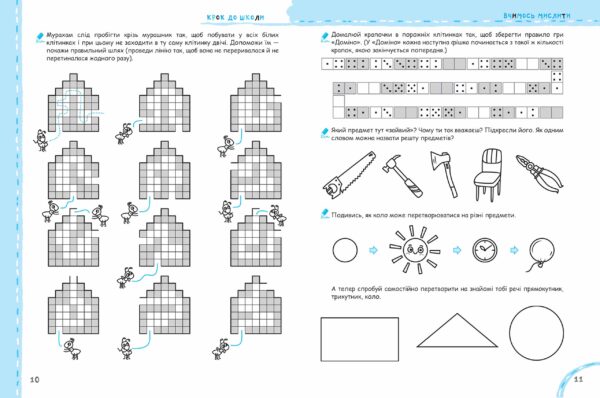 КРОК ДО ШКОЛИ
Мурахам слід пробігти крізь мурашник так, щоб побувати у всіх білих
клітинках і при цьому не заходити в ту саму клітинку двічі. Допоможи їм —
покажи правильний шлях (проведи лінію так, щоб вона не переривалася й не
перетиналася жодного разу).
10
ВЧИМОСЬ МИСЛИТИ
Домалюй крапочки в порожніх клітинках так, щоб зберегти правило гри
«Доміно». (У «Доміно» кожна наступна фішка починається з такої ж кількості
крапок, якою закінчується попередня.)
Який предмет тут «зайвий»? Чому ти так вважаєш? Підкресли його. Як одним
словом можна назвати решту предметів?
Подивись, як коло може перетворюватися на різні предмети.
А тепер спробуй самостійно перетворити на знайомі тобі речі прямокутник,
трикутник, коло.
11